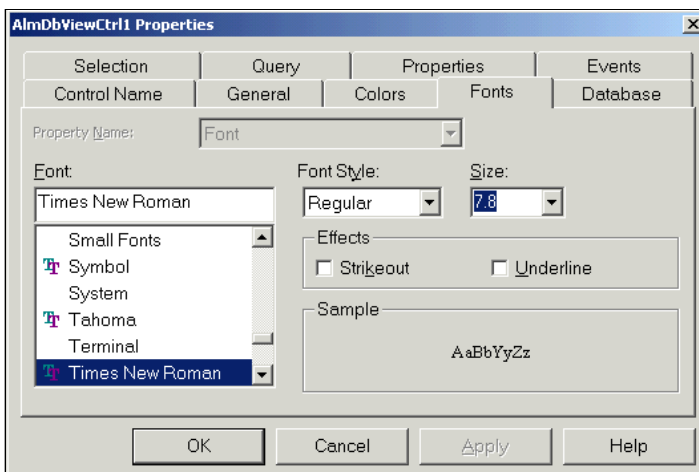 AlmDbViewCtrl1 Properties
Selection Query Properties Events
Control Name General Colors Fonts Database
Property Name: Font
Font: Font Style: Size:
Times New Roman Regular 7.8
Small Fonts
Symbol
System
Tahoma
Terminal
Times New Roman
Effects
Strikeout Underline
Sample
AaBbYyZz
OK Cancel Apply Help